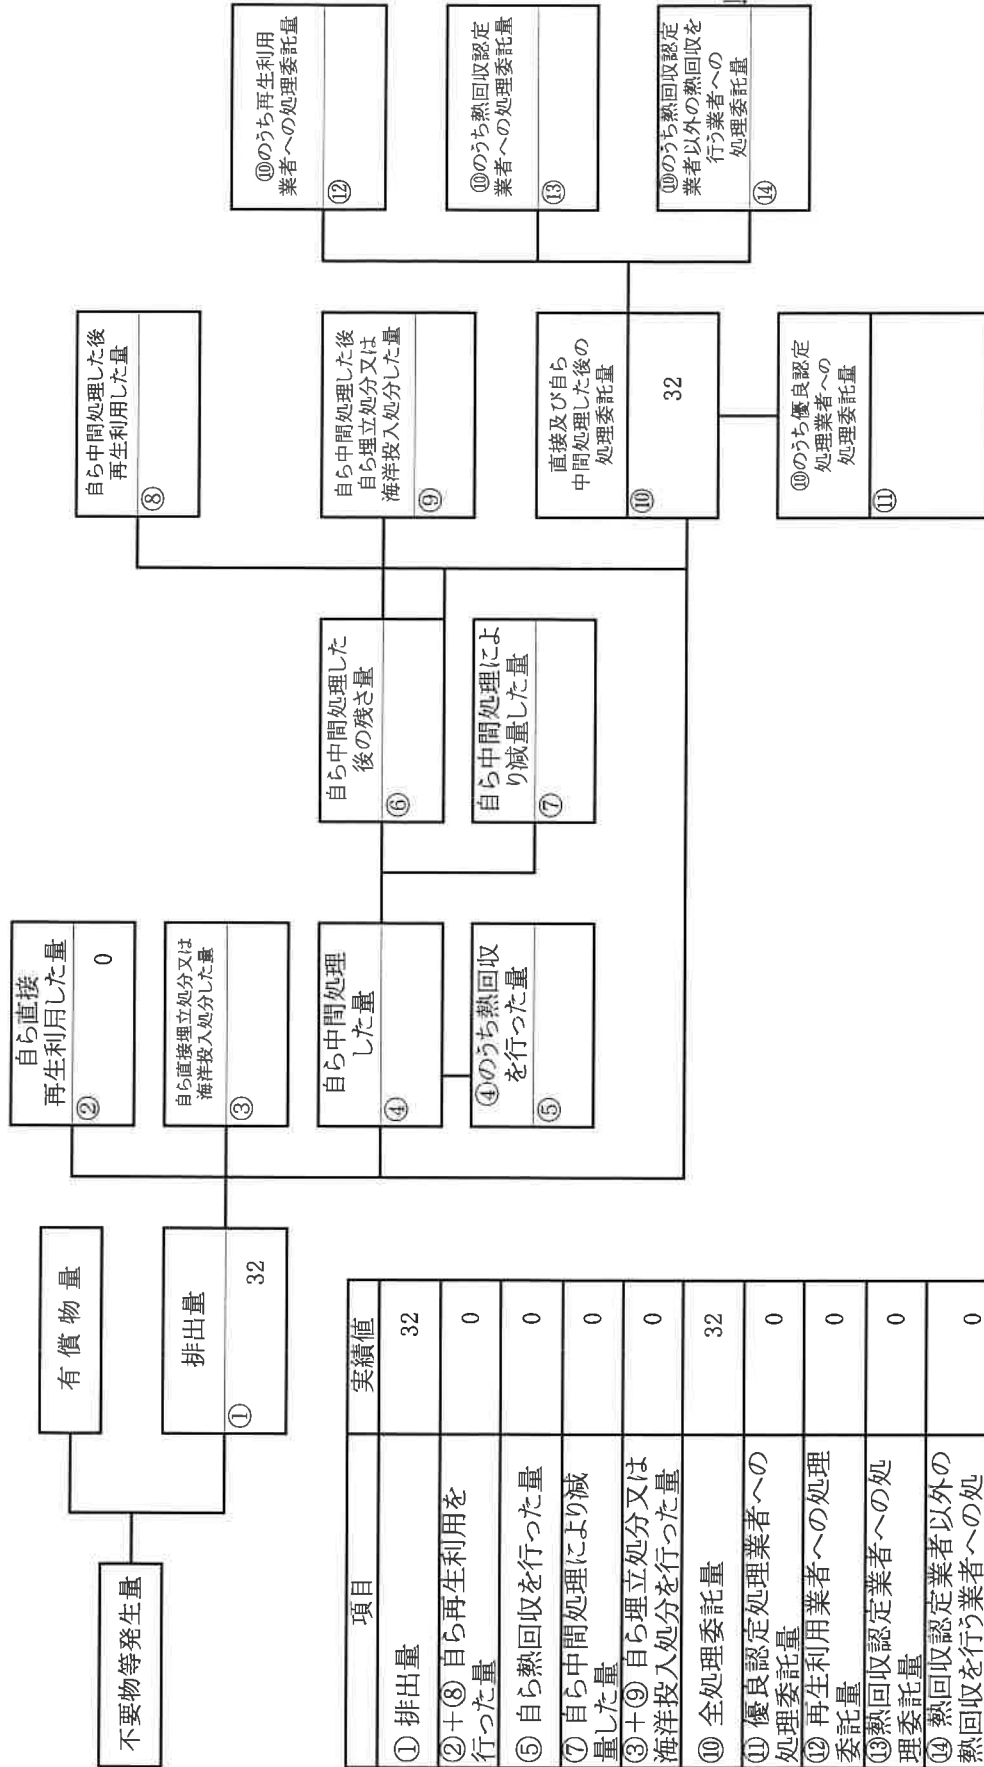 不要物等発生量
有償物量
排出量
① 32
自ら直接
再生利用した量
② 0
自ら直接埋立処分又は
海洋投入処分した量
③
自ら中間処理
した量
④
④のうち熱回収
を行った量
⑤
自ら中間処理した
後の残さ量
⑥
自ら中間処理によ
り減量した量
⑦
自ら中間処理した後
再生利用した量
⑧
自ら中間処理した後
自ら埋立処分又は
海洋投入処分した量
⑨
直接及び自ら
中間処理した後の
処理委託量
⑩ 32
⑩のうち優良認定
処理業者への
処理委託量
⑪
⑩のうち再生利用
業者への処理委託量
⑫
⑩のうち熱回収認定
業者への処理委託量
⑬
⑩のうち熱回収認定
業者以外の熱回収を
行う業者への
処理委託量
⑭
項目 実績値
① 排出量 32
②+⑧ 自ら再生利用を
行った量 0
⑤ 自ら熱回収を行った量 0
⑦ 自ら中間処理により減
量した量 0
③+⑨ 自ら埋立処分又は
海洋投入処分を行った量 0
⑩ 全処理委託量 32
⑪ 優良認定処理業者への
処理委託量 0
⑫ 再生利用業者への処理
委託量 0
⑬熱回収認定業者への処
理委託量 0
⑭ 熱回収認定業者以外の
熱回収を行う業者への処 0